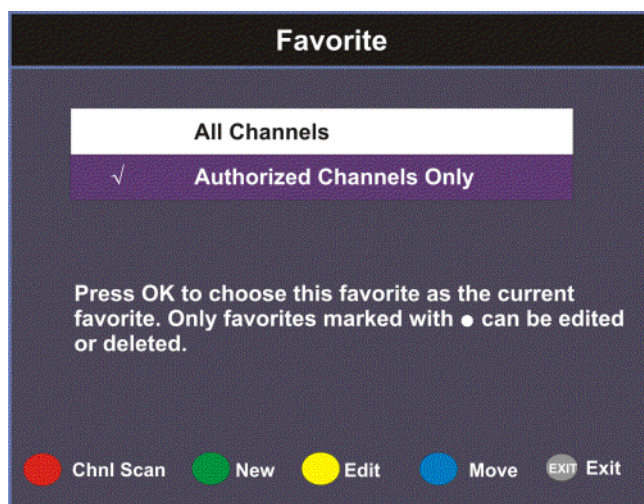 Favorite
All Channels
√ Authorized Channels Only
Press OK to choose this favorite as the current
favorite. Only favorites marked with ● can be edited
or deleted.
Chnl Scan New Edit Move EXIT Exit